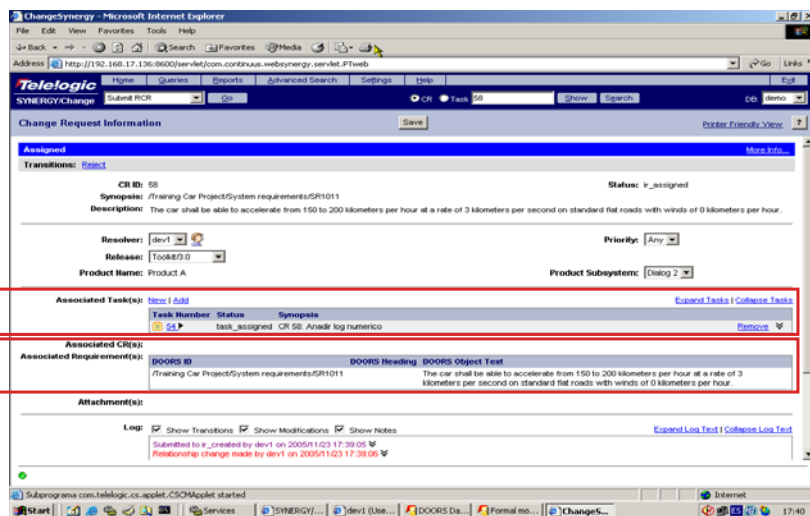 ChangeSynergy - Microsoft Internet Explorer
File Edit View Favorites Tools Help
Back Search Favorites Media
Address http://192.168.17.136:8600/servlet/com.continuus.websynergy.servlet.PTweb Go Links
Telelogic Home Queries Reports Advanced Search Settings Help Exit
SYNERGY/Change Submit RCR Go CR Task 58 Show Search DB: demo
Change Request Information Save Printer Friendly View ?
Assigned More Info...
Transitions: Reject
CR ID: 58 Status: ir_assigned
Synopsis: /Training Car Project/System requirements/SR1011
Description: The car shall be able to accelerate from 150 to 200 kilometers per hour at a rate of 3 kilometers per second on standard flat roads with winds of 0 kilometers per hour.
Resolver: dev1 Priority: Any
Release: Toolkit/3.0
Product Name: Product A Product Subsystem: Dialog 2
Associated Task(s): New | Add Expand Tasks | Collapse Tasks
Task Number Status Synopsis
54 task_assigned CR 58: Anadir log numerico Remove
Associated CR(s):
Associated Requirement(s):
DOORS ID DOORS Heading DOORS Object Text
/Training Car Project/System requirements/SR1011 The car shall be able to accelerate from 150 to 200 kilometers per hour at a rate of 3
kilometers per second on standard flat roads with winds of 0 kilometers per hour.
Attachment(s):
Log: Show Transitions Show Modifications Show Notes Expand Log Text | Collapse Log Text
Submitted to ir_created by dev1 on 2005/11/23 17:39:05
Relationship change made by dev1 on 2005/11/23 17:39:06
Subprograma com.telelogic.cs.applet.CSCMApplet started Internet
Start Services SYNERGY/... dev1 (Use... DOORS Da... Formal mo... ChangeS... 17:40